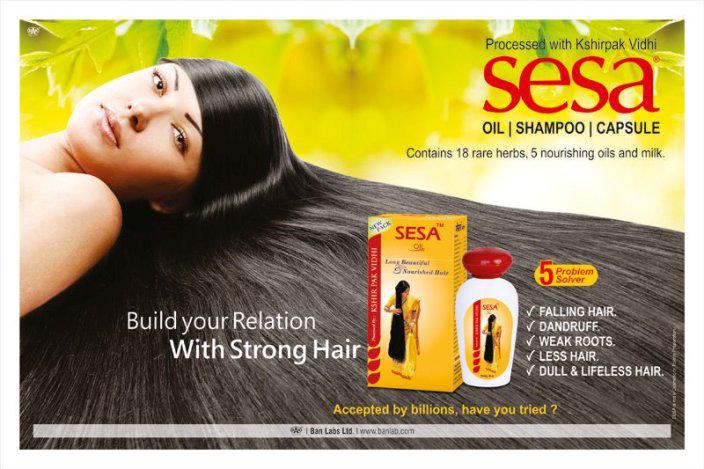 Processed with Kshirpak Vidhi
sesa®
OIL | SHAMPOO | CAPSULE
Contains 18 rare herbs, 5 nourishing oils and milk.
NEW PACK
SESA™
OIL
Long Beautiful
& Nourished Hair
KSHIR PAK VIDHI
SESA
5 Problem
Solver
✓ FALLING HAIR.
✓ DANDRUFF.
✓ WEAK ROOTS.
✓ LESS HAIR.
✓ DULL & LIFELESS HAIR.
Build your Relation
With Strong Hair
Accepted by billions, have you tried ?
| Ban Labs Ltd. | www.banlab.com